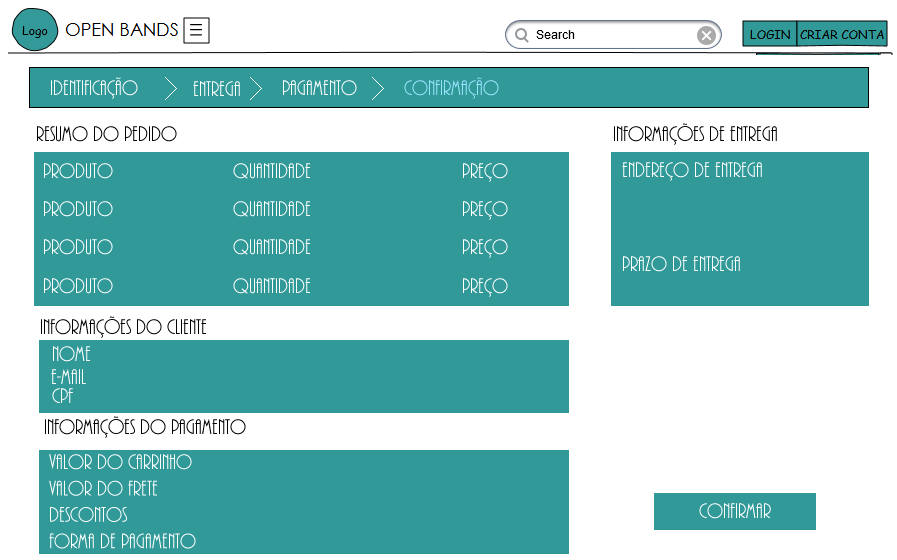 Logo OPEN BANDS Search LOGIN CRIAR CONTA
IDENTIFICAÇÃO ENTREGA PAGAMENTO CONFIRMAÇÃO
RESUMO DO PEDIDO
PRODUTO QUANTIDADE PREÇO
PRODUTO QUANTIDADE PREÇO
PRODUTO QUANTIDADE PREÇO
PRODUTO QUANTIDADE PREÇO
INFORMAÇÕES DE ENTREGA
ENDEREÇO DE ENTREGA
PRAZO DE ENTREGA
INFORMAÇÕES DO CLIENTE
NOME
E-MAIL
CPF
INFORMAÇÕES DO PAGAMENTO
VALOR DO CARRINHO
VALOR DO FRETE
DESCONTOS
FORMA DE PAGAMENTO
CONFIRMAR